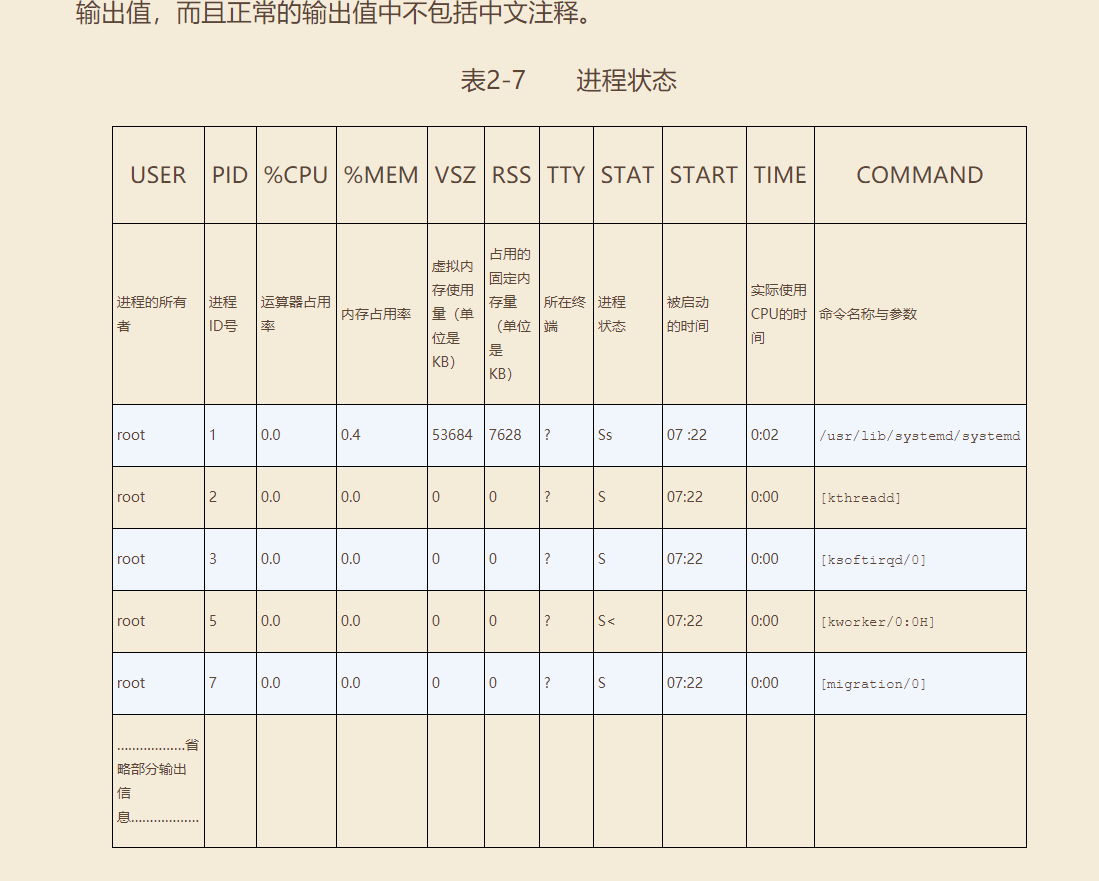 输出值，而且正常的输出值中不包括中文注释。
表2-7 进程状态
USER PID %CPU %MEM VSZ RSS TTY STAT START TIME COMMAND
进程的所有者 进程ID号 运算器占用率 内存占用率 虚拟内存使用量（单位是KB） 占用的固定内存量（单位是KB） 所在终端 进程状态 被启动的时间 实际使用CPU的时间 命令名称与参数
root 1 0.0 0.4 53684 7628 ? Ss 07 :22 0:02 /usr/lib/systemd/systemd
root 2 0.0 0.0 0 0 ? S 07:22 0:00 [kthreadd]
root 3 0.0 0.0 0 0 ? S 07:22 0:00 [ksoftirqd/0]
root 5 0.0 0.0 0 0 ? S< 07:22 0:00 [kworker/0:0H]
root 7 0.0 0.0 0 0 ? S 07:22 0:00 [migration/0]
………………省略部分输出信息………………